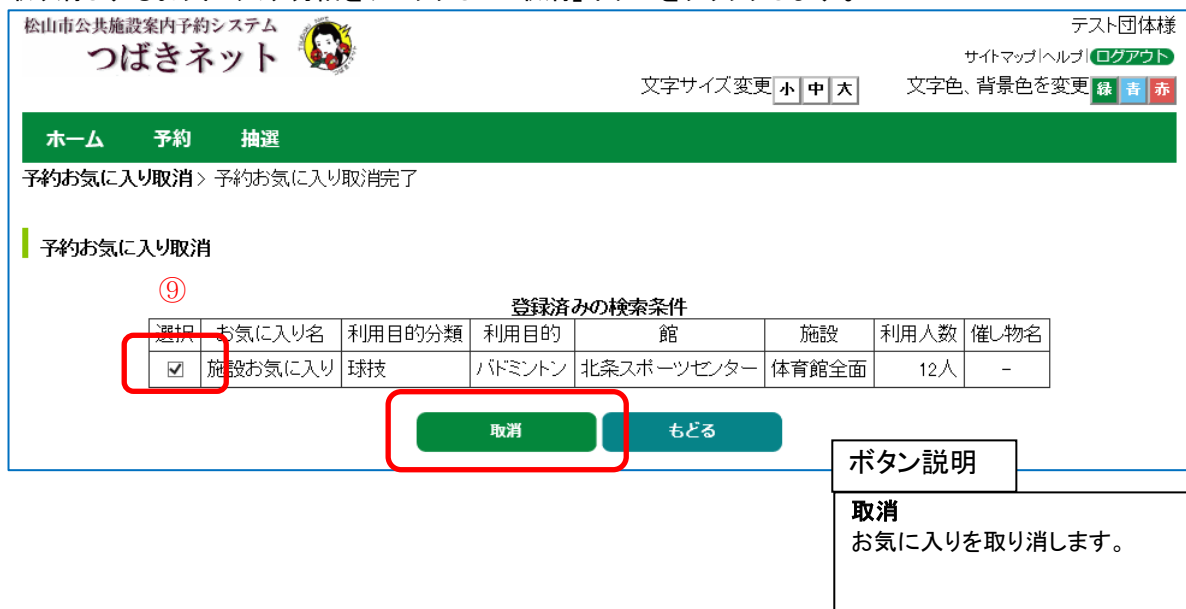 松山市公共施設案内予約システム
つばきネット
テスト団体様
サイトマップ|ヘルプ|ログアウト
文字サイズ変更 小 中 大 文字色、背景色を変更 緑 青 赤
ホーム 予約 抽選
予約お気に入り取消> 予約お気に入り取消完了
予約お気に入り取消
⑨
登録済みの検索条件
選択 お気に入り名 利用目的分類 利用目的 館 施設 利用人数 催し物名
施設お気に入り 球技 バドミントン 北条スポーツセンター 体育館全面 12人 −
取消 もどる
ボタン説明
取消
お気に入りを取り消します。